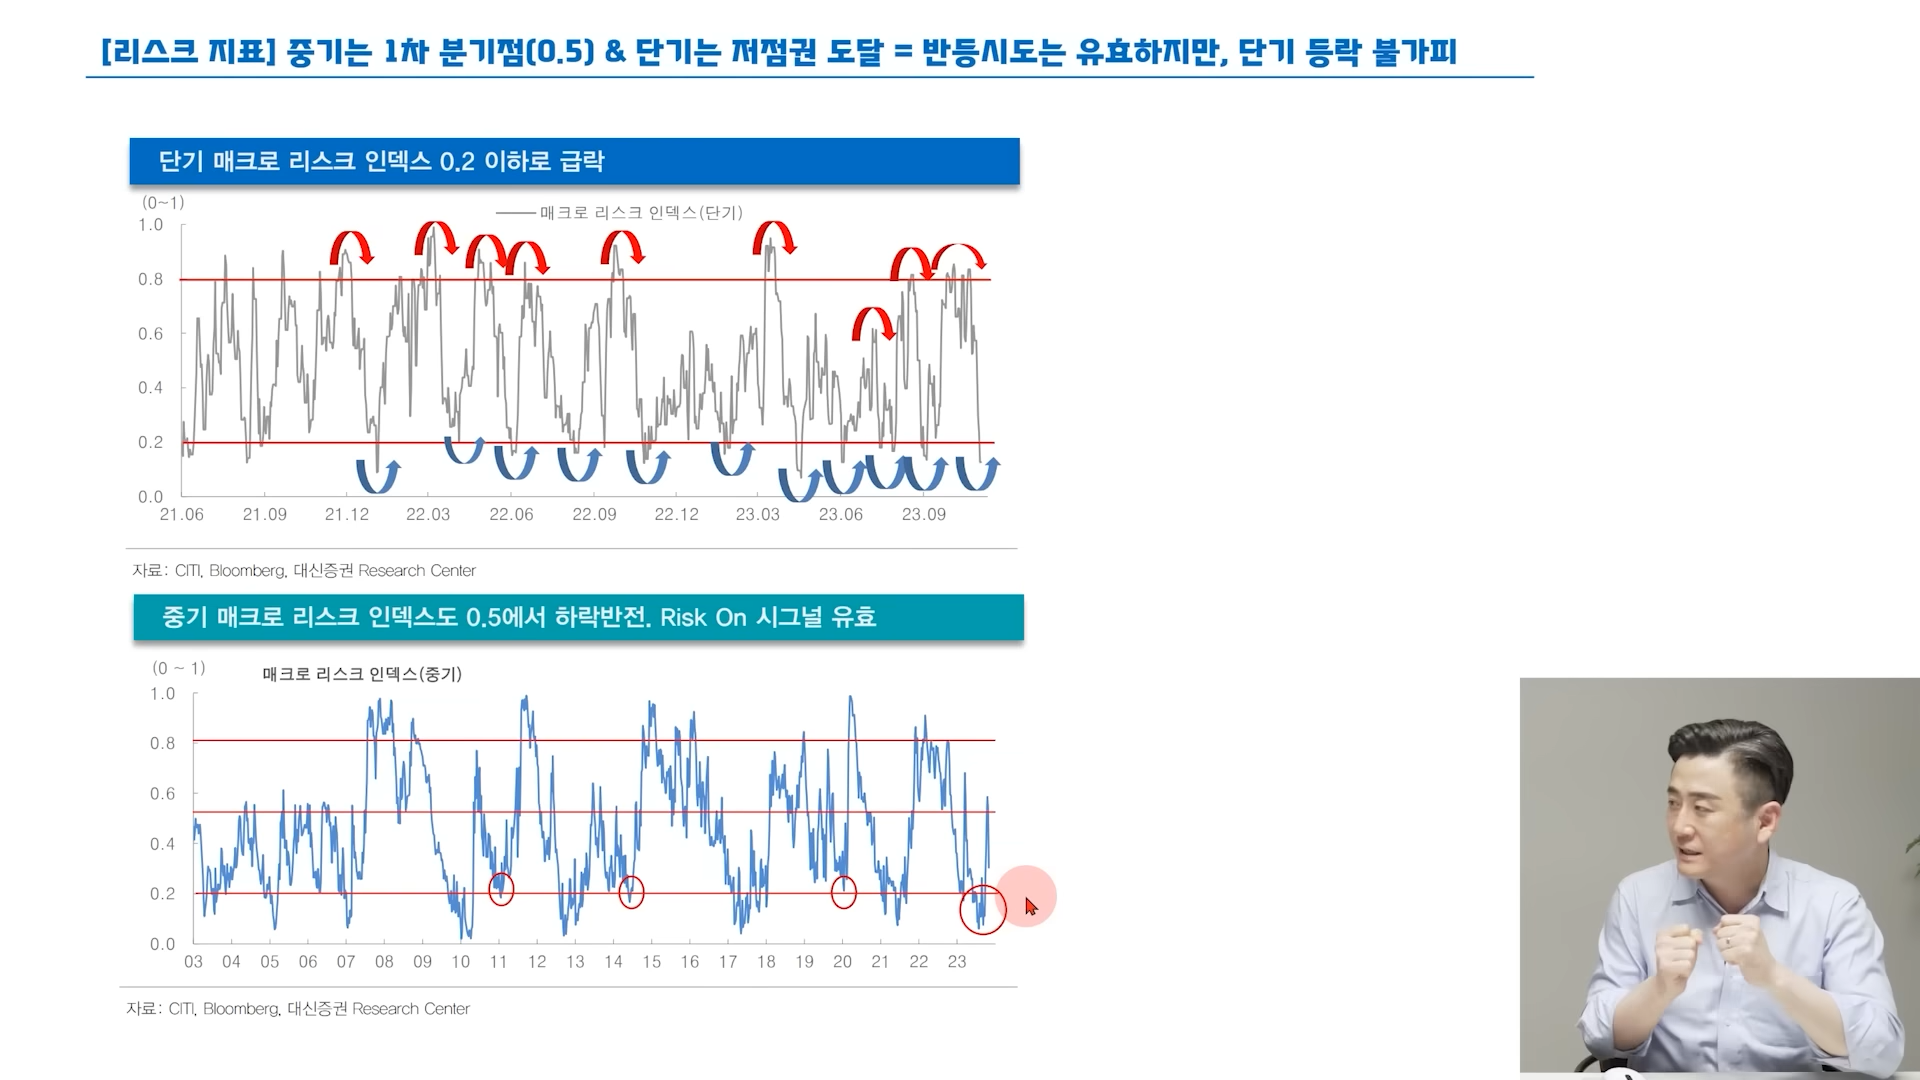 [리스크 지표] 중기는 1차 분기점(0.5) & 단기는 저점권 도달 = 반등시도는 유효하지만, 단기 등락 불가피
단기 매크로 리스크 인덱스 0.2 이하로 급락
(0~1)
매크로 리스크 인덱스(단기)
1.0
0.8
0.6
0.4
0.2
0.0
21.06 21.09 21.12 22.03 22.06 22.09 22.12 23.03 23.06 23.09
자료: CITI, Bloomberg, 대신증권 Research Center
중기 매크로 리스크 인덱스도 0.5에서 하락반전. Risk On 시그널 유효
(0 ~ 1)
매크로 리스크 인덱스(중기)
1.0
0.8
0.6
0.4
0.2
0.0
03 04 05 06 07 08 09 10 11 12 13 14 15 16 17 18 19 20 21 22 23
자료: CITI, Bloomberg, 대신증권 Research Center